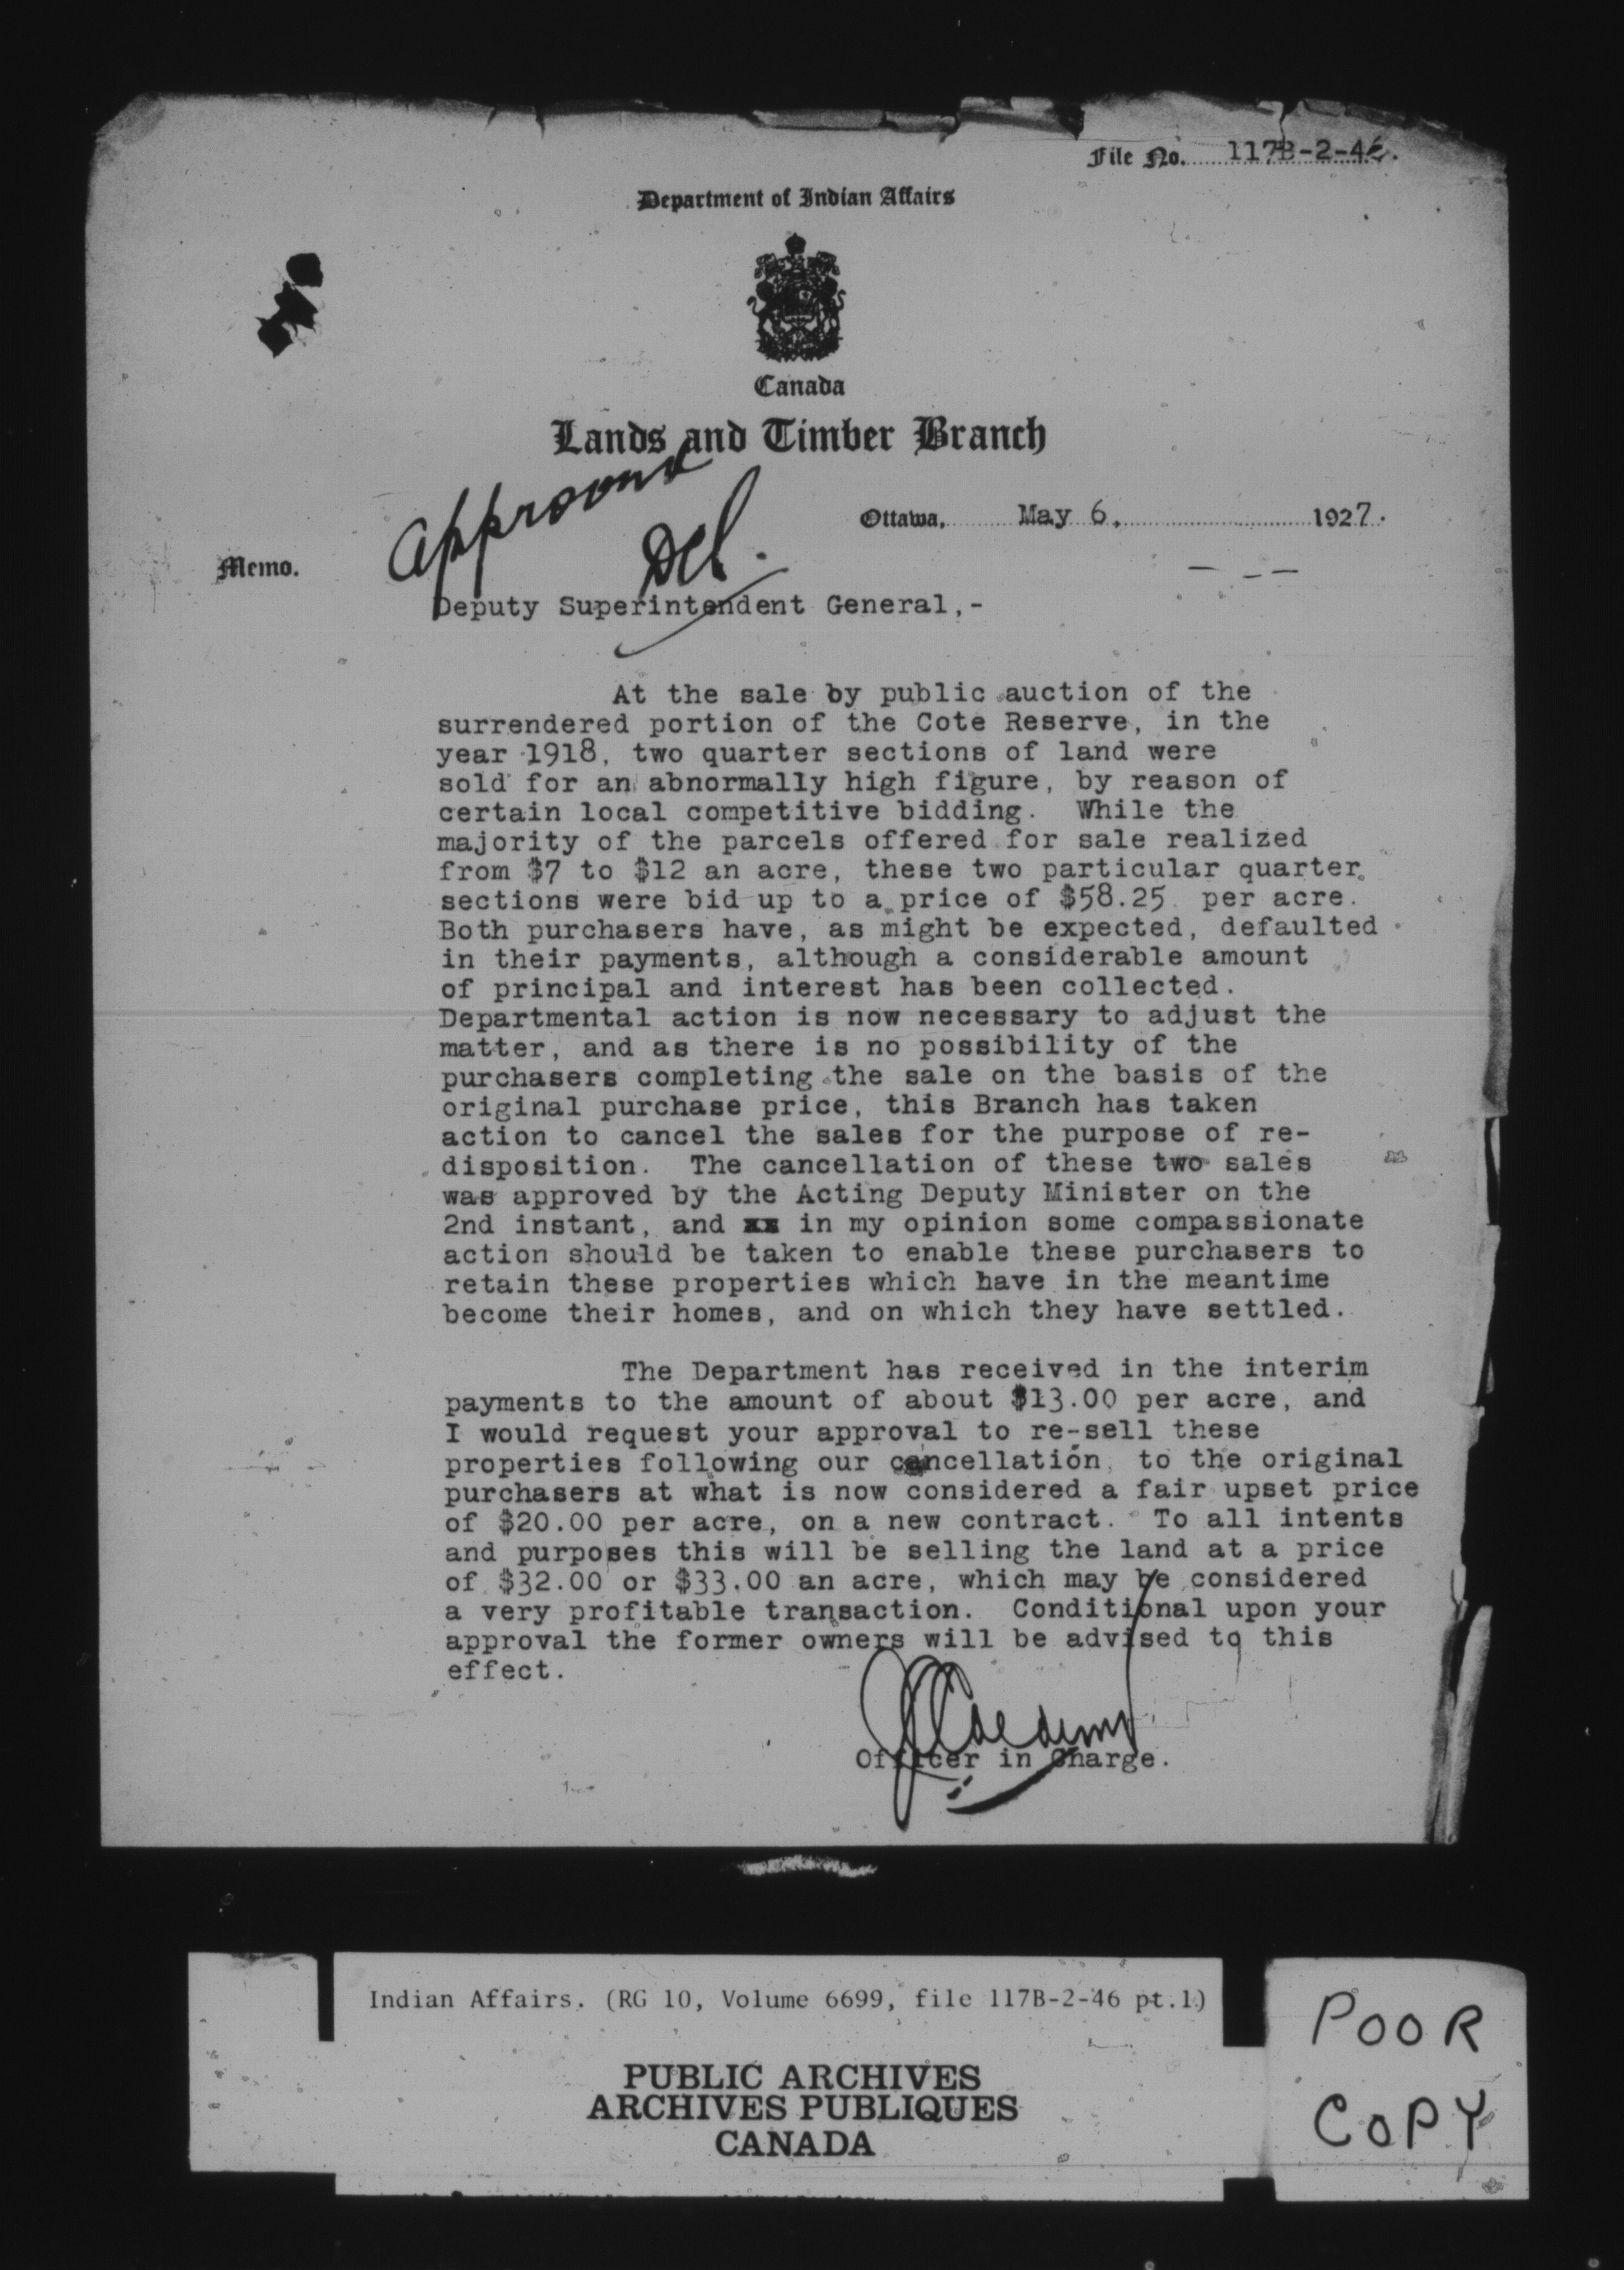 File No. 117B-2-46.
Department of Indian Affairs
Canada
Lands and Timber Branch
Approved
DCS.
Ottawa, May 6, 1927.
Memo.
Deputy Superintendent General,-
At the sale by public auction of the
surrendered portion of the Cote Reserve, in the
year 1918, two quarter sections of land were
sold for an abnormally high figure, by reason of
certain local competitive bidding. While the
majority of the parcels offered for sale realized
from $7 to $12 an acre, these two particular quarter
sections were bid up to a price of $58.25 per acre.
Both purchasers have, as might be expected, defaulted
in their payments, although a considerable amount
of principal and interest has been collected.
Departmental action is now necessary to adjust the
matter, and as there is no possibility of the
purchasers completing the sale on the basis of the
original purchase price, this Branch has taken
action to cancel the sales for the purpose of re-
disposition. The cancellation of these two sales
was approved by the Acting Deputy Minister on the
2nd instant, and xx in my opinion some compassionate
action should be taken to enable these purchasers to
retain these properties which have in the meantime
become their homes, and on which they have settled.
The Department has received in the interim
payments to the amount of about $13.00 per acre, and
I would request your approval to re-sell these
properties following our cancellation, to the original
purchasers at what is now considered a fair upset price
of $20.00 per acre, on a new contract. To all intents
and purposes this will be selling the land at a price
of $32.00 or $33.00 an acre, which may be considered
a very profitable transaction. Conditional upon your
approval the former owners will be advised to this
effect.
Officer in Charge.
Indian Affairs. (RG 10, Volume 6699, file 117B-2-46 pt.1)
PUBLIC ARCHIVES
ARCHIVES PUBLIQUES
CANADA
POOR
COPY